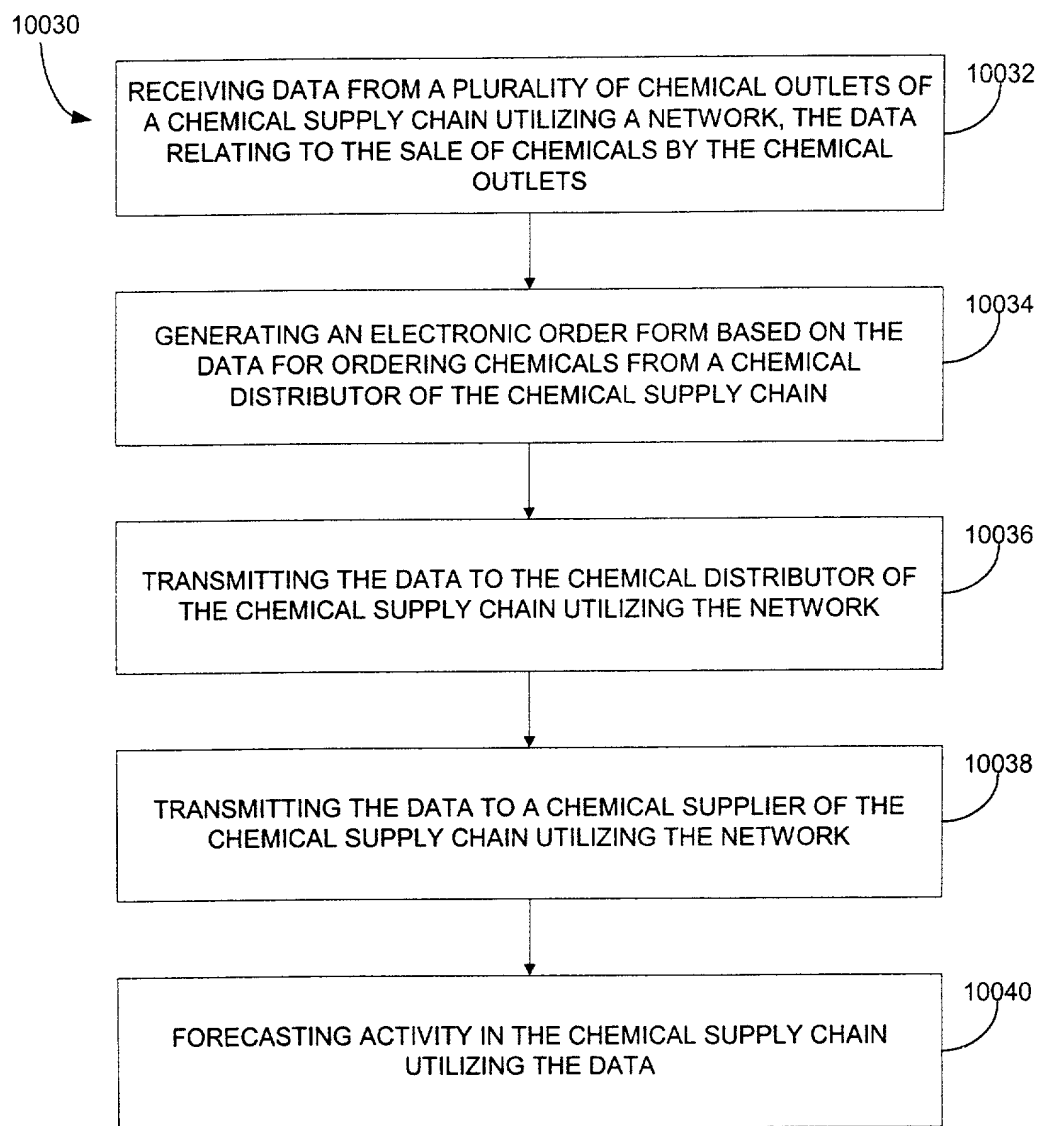 10030
10032
RECEIVING DATA FROM A PLURALITY OF CHEMICAL OUTLETS OF
A CHEMICAL SUPPLY CHAIN UTILIZING A NETWORK, THE DATA
RELATING TO THE SALE OF CHEMICALS BY THE CHEMICAL
OUTLETS
10034
GENERATING AN ELECTRONIC ORDER FORM BASED ON THE
DATA FOR ORDERING CHEMICALS FROM A CHEMICAL
DISTRIBUTOR OF THE CHEMICAL SUPPLY CHAIN
10036
TRANSMITTING THE DATA TO THE CHEMICAL DISTRIBUTOR OF
THE CHEMICAL SUPPLY CHAIN UTILIZING THE NETWORK
10038
TRANSMITTING THE DATA TO A CHEMICAL SUPPLIER OF THE
CHEMICAL SUPPLY CHAIN UTILIZING THE NETWORK
10040
FORECASTING ACTIVITY IN THE CHEMICAL SUPPLY CHAIN
UTILIZING THE DATA